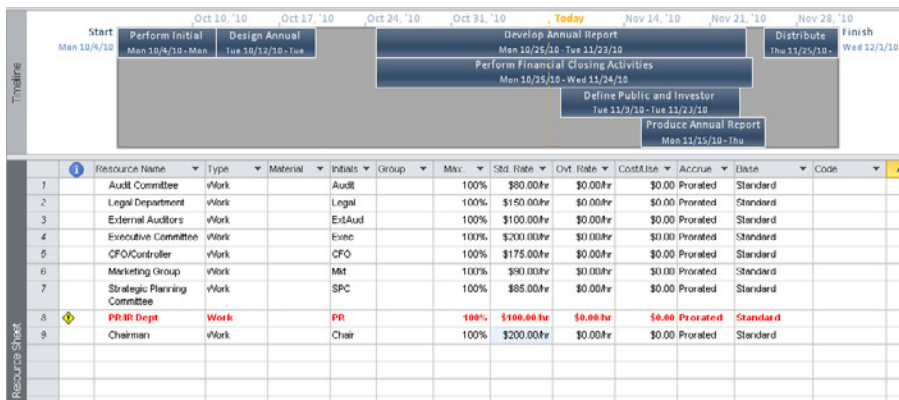 Oct 10, '10 Oct 17, '10 Oct 24, '10 Oct 31, '10 Today Nov 14, '10 Nov 21, '10 Nov 28, '10
Start
Mon 10/4/10
Perform Initial
Mon 10/4/10 - Mon
Design Annual
Tue 10/12/10 - Tue
Develop Annual Report
Mon 10/25/10 - Tue 11/23/10
Distribute
Thu 11/25/10 -
Finish
Wed 12/1/10
Perform Financial Closing Activities
Mon 10/25/10 - Wed 11/24/10
Define Public and Investor
Tue 11/9/10 - Tue 11/23/10
Produce Annual Report
Mon 11/15/10 - Thu
Timeline
Resource Name Type Material Initials Group Max. Std. Rate Ovt. Rate Cost/Use Accrue Base Code
1 Audit Committee Work Audit 100% $80.00/hr $0.00/hr $0.00 Prorated Standard
2 Legal Department Work Legal 100% $150.00/hr $0.00/hr $0.00 Prorated Standard
3 External Auditors Work ExtAud 100% $100.00/hr $0.00/hr $0.00 Prorated Standard
4 Executive Committee Work Exec 100% $200.00/hr $0.00/hr $0.00 Prorated Standard
5 CFO/Controller Work CFO 100% $175.00/hr $0.00/hr $0.00 Prorated Standard
6 Marketing Group Work Mkt 100% $90.00/hr $0.00/hr $0.00 Prorated Standard
7 Strategic Planning Work SPC 100% $85.00/hr $0.00/hr $0.00 Prorated Standard
Committee
8 PR/IR Dept Work PR 100% $100.00/hr $0.00/hr $0.00 Prorated Standard
9 Chairman Work Chair 100% $200.00/hr $0.00/hr $0.00 Prorated Standard
Resource Sheet